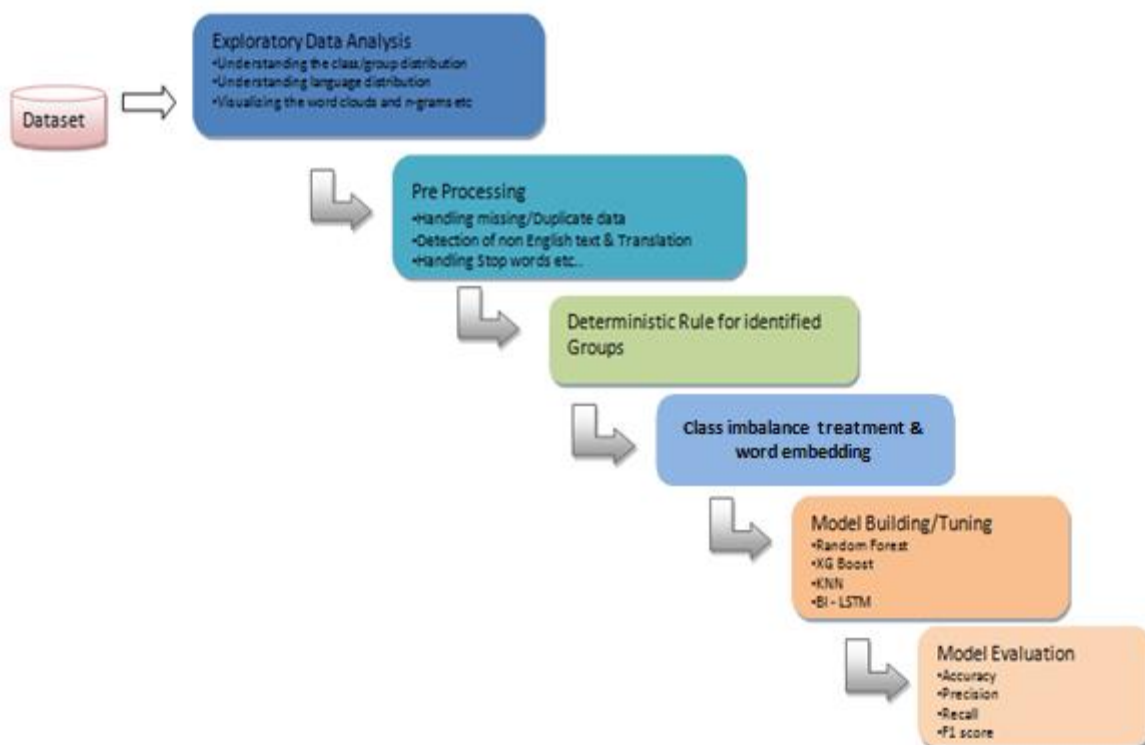 Dataset
Exploratory Data Analysis
•Understanding the class/group distribution
•Understanding language distribution
•Visualizing the word clouds and n-grams etc
Pre Processing
•Handling missing/Duplicate data
•Detection of non English text & Translation
•Handling Stop words etc..
Deterministic Rule for identified
Groups
Class imbalance treatment &
word embedding
Model Building/Tuning
•Random Forest
•XG Boost
•KNN
•BI - LSTM
Model Evaluation
•Accuracy
•Precision
•Recall
•F1 score